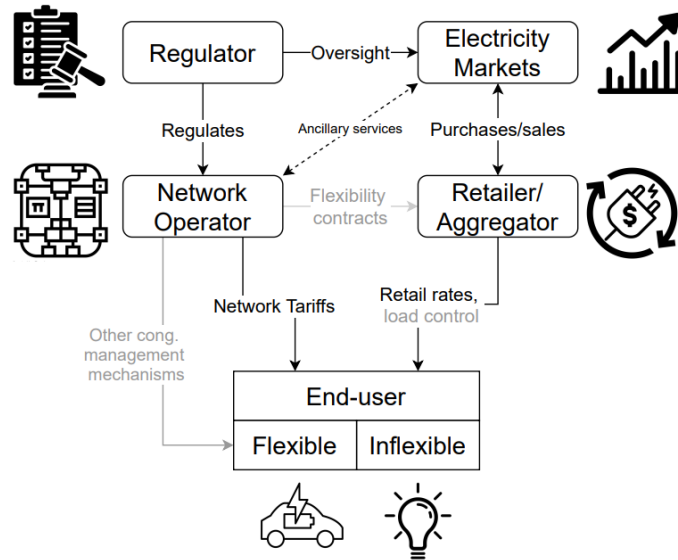 Regulator
Oversight
Electricity
Markets
Regulates
Ancillary services
Purchases/sales
Network
Operator
Flexibility
contracts
Retailer/
Aggregator
$
Network Tariffs
Retail rates,
load control
Other cong.
management
mechanisms
End-user
Flexible
Inflexible